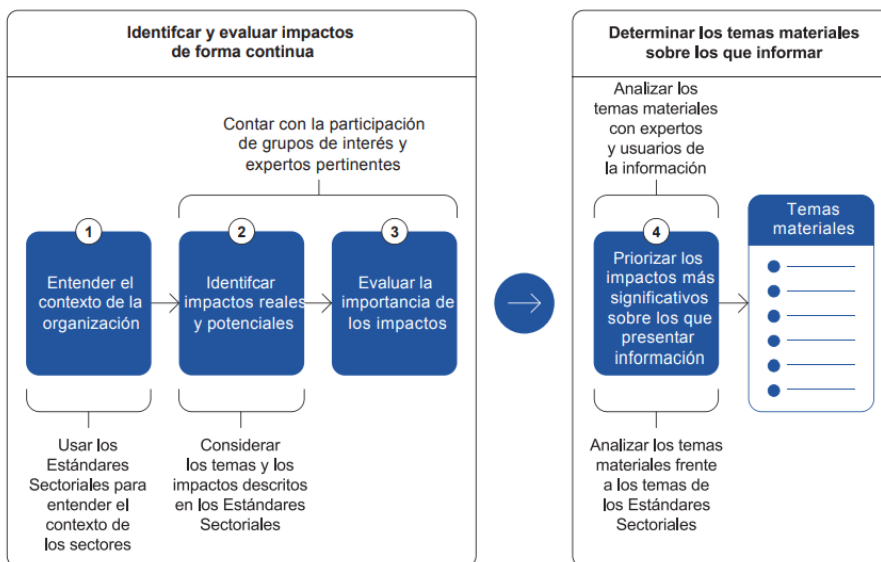 Identifcar y evaluar impactos
de forma continua
Contar con la participación
de grupos de interés y
expertos pertinentes
1
Entender el
contexto de la
organización
2
Identifcar
impactos reales
y potenciales
3
Evaluar la
importancia de
los impactos
Usar los
Estándares
Sectoriales para
entender el
contexto de
los sectores
Considerar
los temas y los
impactos descritos
en los Estándares
Sectoriales
Determinar los temas materiales
sobre los que informar
Analizar los
temas materiales
con expertos
y usuarios de
la información
4
Priorizar los
impactos más
significativos
sobre los que
presentar
información
Temas
materiales
Analizar los temas
materiales frente
a los temas de
los Estándares
Sectoriales